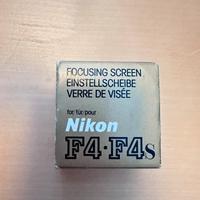 FOCUSING SCREEN
EINSTELLSCHEIBE
VERRE DE VISÉE
for/für/pour
Nikon
F4·F4s